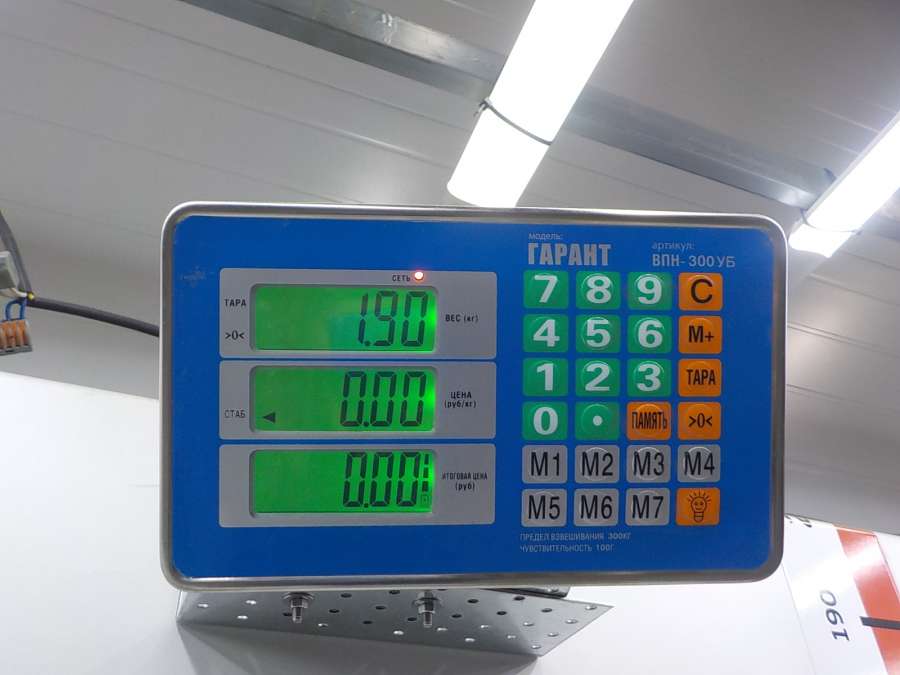 модель:
ГАРАНТ
артикул:
ВПН-300УБ
СЕТЬ
ТАРА
>0<
1.90
ВЕС (кг)
СТАБ
0.00
ЦЕНА
(руб/кг)
0.00
ИТОГОВАЯ ЦЕНА
(руб)
7 8 9 C
4 5 6 M+
1 2 3 ТАРА
0 . ПАМЯТЬ >0<
M1 M2 M3 M4
M5 M6 M7
ПРЕДЕЛ ВЗВЕШИВАНИЯ 300КГ
ЧУВСТВИТЕЛЬНОСТЬ 100Г
190